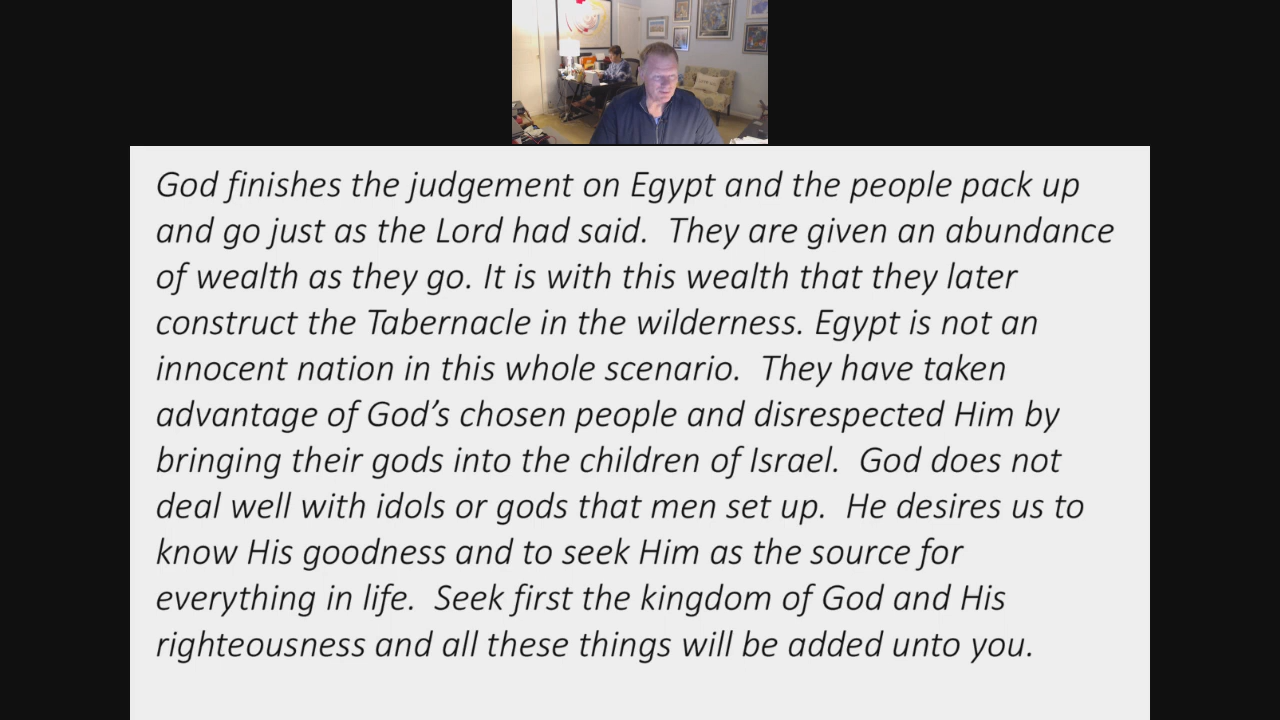 God finishes the judgement on Egypt and the people pack up
and go just as the Lord had said.  They are given an abundance
of wealth as they go. It is with this wealth that they later
construct the Tabernacle in the wilderness. Egypt is not an
innocent nation in this whole scenario.  They have taken
advantage of God’s chosen people and disrespected Him by
bringing their gods into the children of Israel.  God does not
deal well with idols or gods that men set up.  He desires us to
know His goodness and to seek Him as the source for
everything in life.  Seek first the kingdom of God and His
righteousness and all these things will be added unto you.